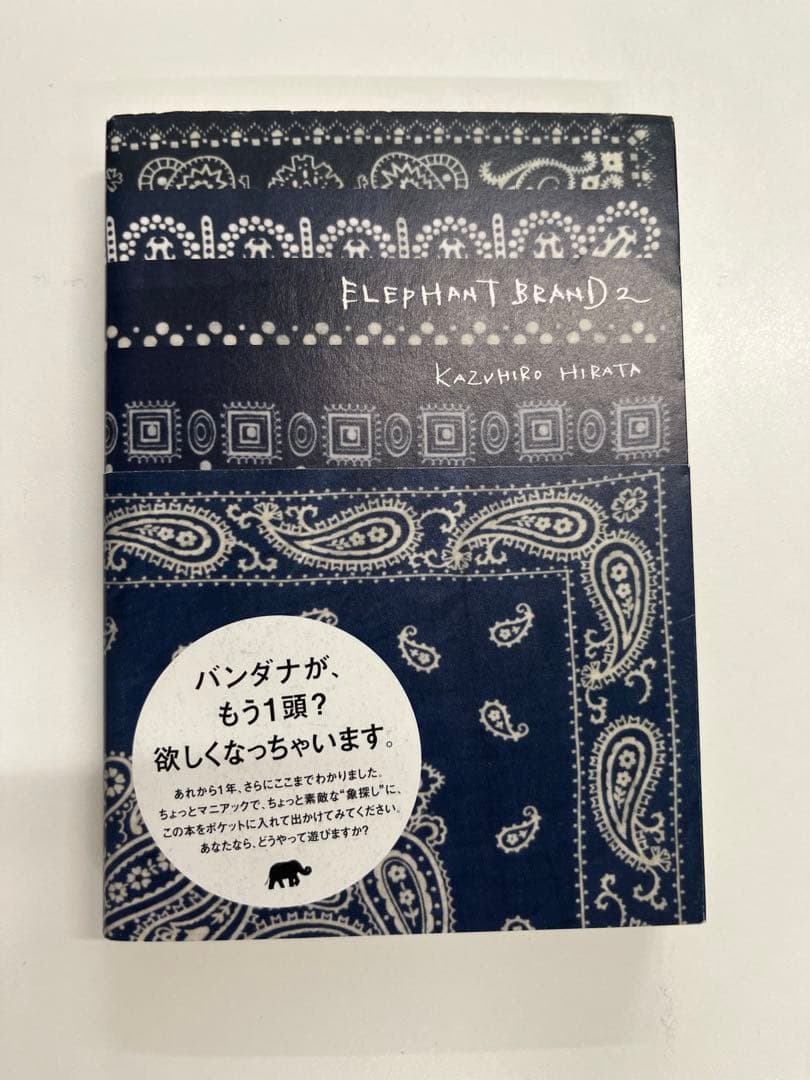 ELEPHANT BRAND 2
KAZUHIRO HIRATA
バンダナが、
もう1頭?
欲しくなっちゃいます。
あれから1年、さらにここまでわかりました。
ちょっとマニアックで、ちょっと素敵な“象探し”に、
この本をポケットに入れて出かけてみてください。
あなたなら、どうやって遊びますか?